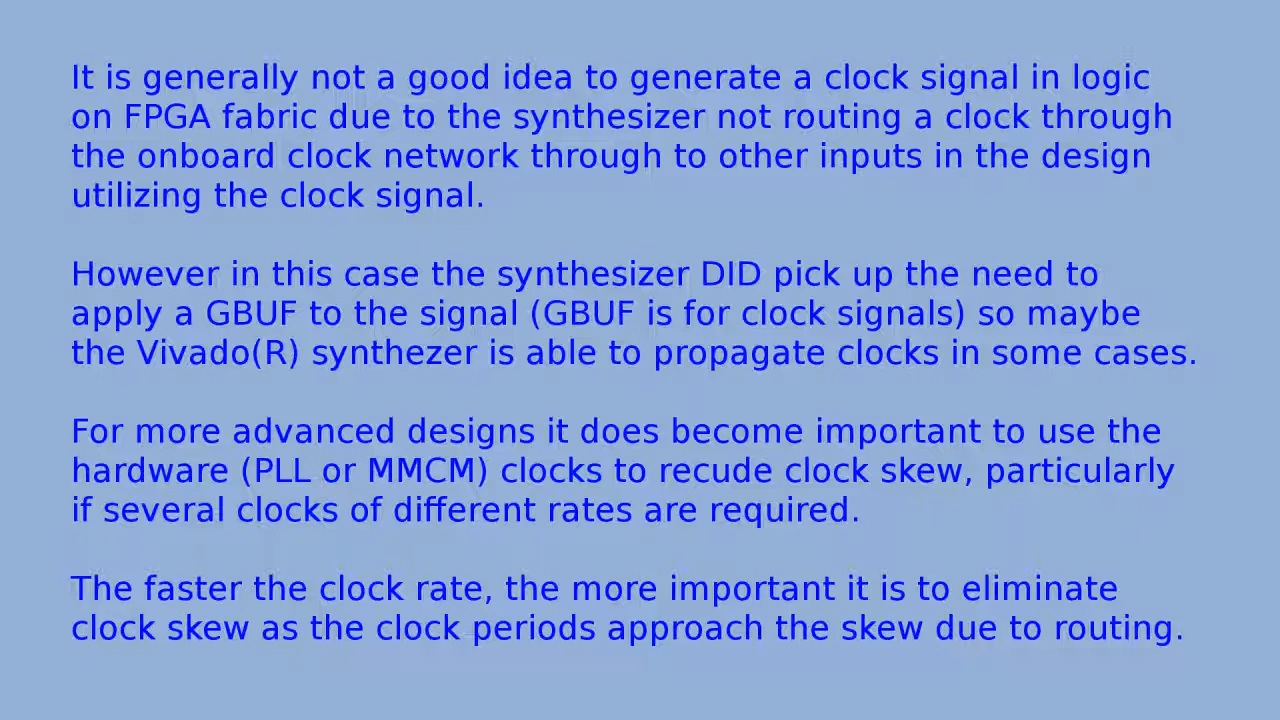 It is generally not a good idea to generate a clock signal in logic
on FPGA fabric due to the synthesizer not routing a clock through
the onboard clock network through to other inputs in the design
utilizing the clock signal.
However in this case the synthesizer DID pick up the need to
apply a GBUF to the signal (GBUF is for clock signals) so maybe
the Vivado(R) synthezer is able to propagate clocks in some cases.
For more advanced designs it does become important to use the
hardware (PLL or MMCM) clocks to recude clock skew, particularly
if several clocks of different rates are required.
The faster the clock rate, the more important it is to eliminate
clock skew as the clock periods approach the skew due to routing.